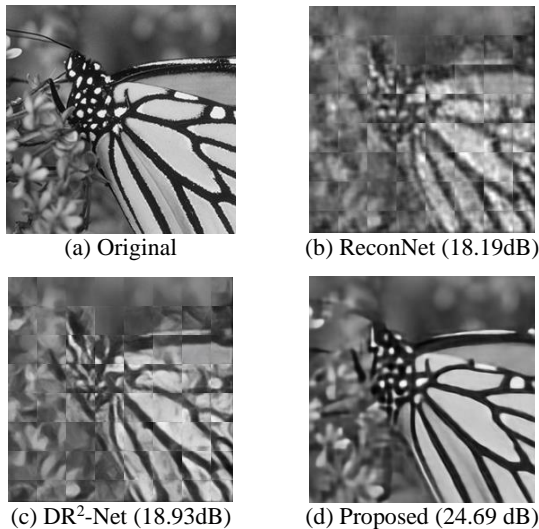 (a) Original
(b) ReconNet (18.19dB)
(c) DR²-Net (18.93dB)
(d) Proposed (24.69 dB)